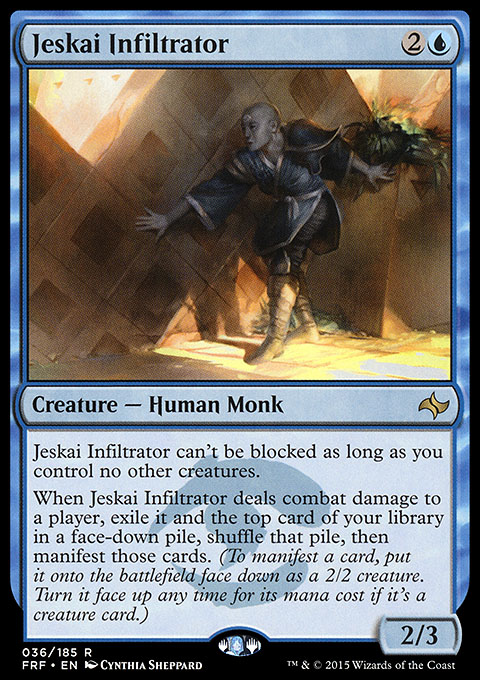 Jeskai Infiltrator 2
Creature — Human Monk
Jeskai Infiltrator can't be blocked as long as you
control no other creatures.
When Jeskai Infiltrator deals combat damage to
a player, exile it and the top card of your library
in a face-down pile, shuffle that pile, then
manifest those cards. (To manifest a card, put
it onto the battlefield face down as a 2/2 creature.
Turn it face up any time for its mana cost if it's a
creature card.)
2/3
036/185 R
FRF • EN Cynthia Sheppard
™ & © 2015 Wizards of the Coast